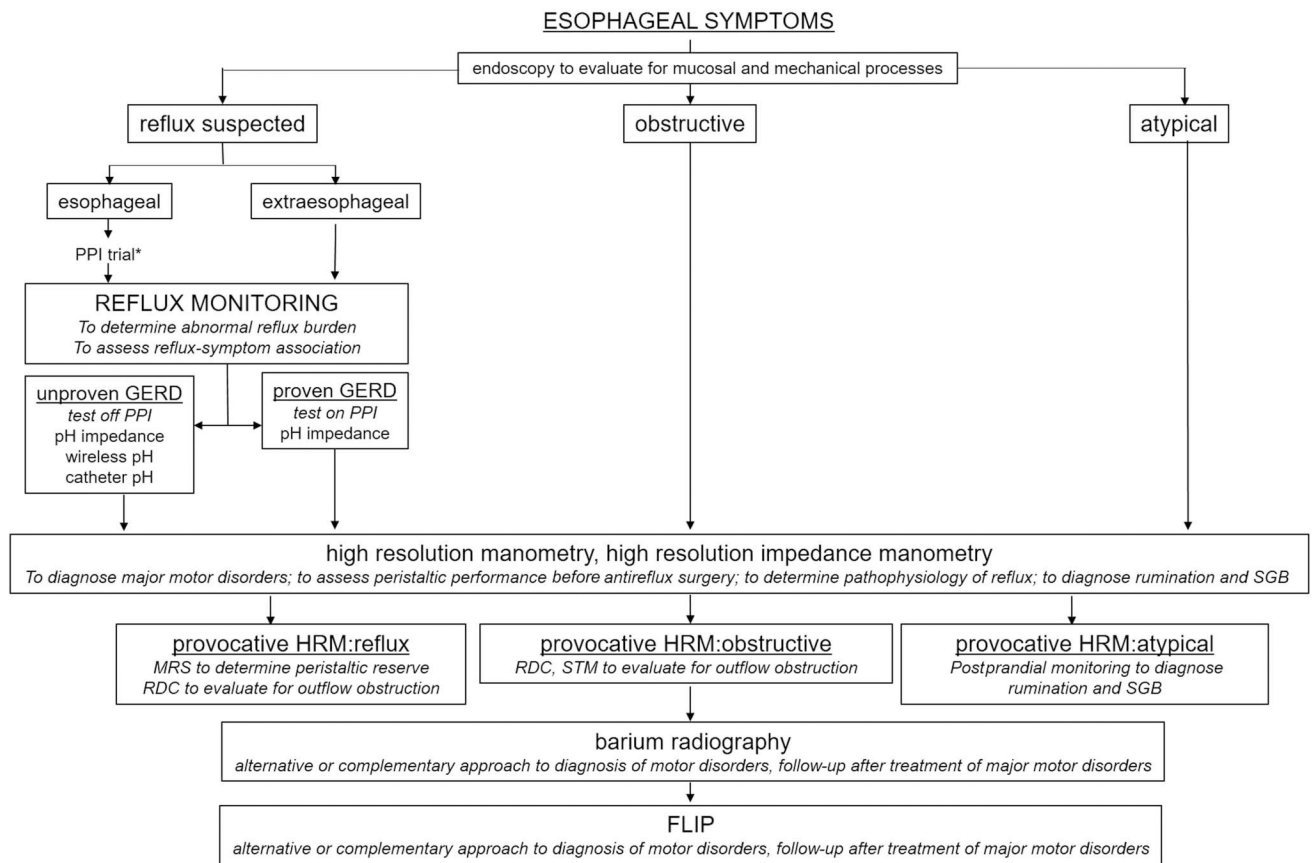 ESOPHAGEAL SYMPTOMS
endoscopy to evaluate for mucosal and mechanical processes
reflux suspected
obstructive
atypical
esophageal
extraesophageal
PPI trial*
REFLUX MONITORING
To determine abnormal reflux burden
To assess reflux-symptom association
unproven GERD
test off PPI
pH impedance
wireless pH
catheter pH
proven GERD
test on PPI
pH impedance
high resolution manometry, high resolution impedance manometry
To diagnose major motor disorders; to assess peristaltic performance before antireflux surgery; to determine pathophysiology of reflux; to diagnose rumination and SGB
provocative HRM:reflux
MRS to determine peristaltic reserve
RDC to evaluate for outflow obstruction
provocative HRM:obstructive
RDC, STM to evaluate for outflow obstruction
provocative HRM:atypical
Postprandial monitoring to diagnose
rumination and SGB
barium radiography
alternative or complementary approach to diagnosis of motor disorders, follow-up after treatment of major motor disorders
FLIP
alternative or complementary approach to diagnosis of motor disorders, follow-up after treatment of major motor disorders